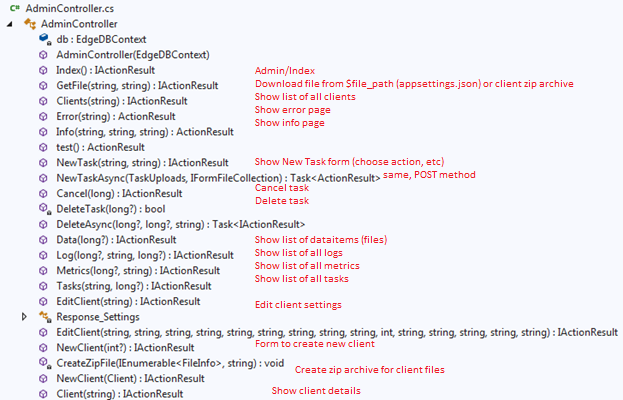 AdminController.cs
AdminController
db : EdgeDBContext
AdminController(EdgeDBContext)
Index() : IActionResult Admin/Index
GetFile(string, string) : IActionResult Download file from $file_path (appsettings.json) or client zip archive
Clients(string) : IActionResult Show list of all clients
Error(string) : ActionResult Show error page
Info(string, string, string) : ActionResult Show info page
test() : ActionResult
NewTask(string, string) : IActionResult Show New Task form (choose action, etc)
NewTaskAsync(TaskUploads, IFormFileCollection) : Task<ActionResult> same, POST method
Cancel(long) : IActionResult Cancel task
DeleteTask(long?) : bool Delete task
DeleteAsync(long?, long?, string) : Task<IActionResult>
Data(long?) : IActionResult Show list of dataitems (files)
Log(long?, string, long?) : IActionResult Show list of all logs
Metrics(long?, string) : IActionResult Show list of all metrics
Tasks(string, long?) : IActionResult Show list of all tasks
EditClient(string) : IActionResult Edit client settings
Response_Settings
EditClient(string, string, string, string, string, string, string, string, string, int, string, string, string, string, string) : IActionResult
NewClient(int?) : IActionResult Form to create new client
CreateZipFile(IEnumerable<FileInfo>, string) : void Create zip archive for client files
NewClient(Client) : IActionResult
Client(string) : IActionResult Show client details